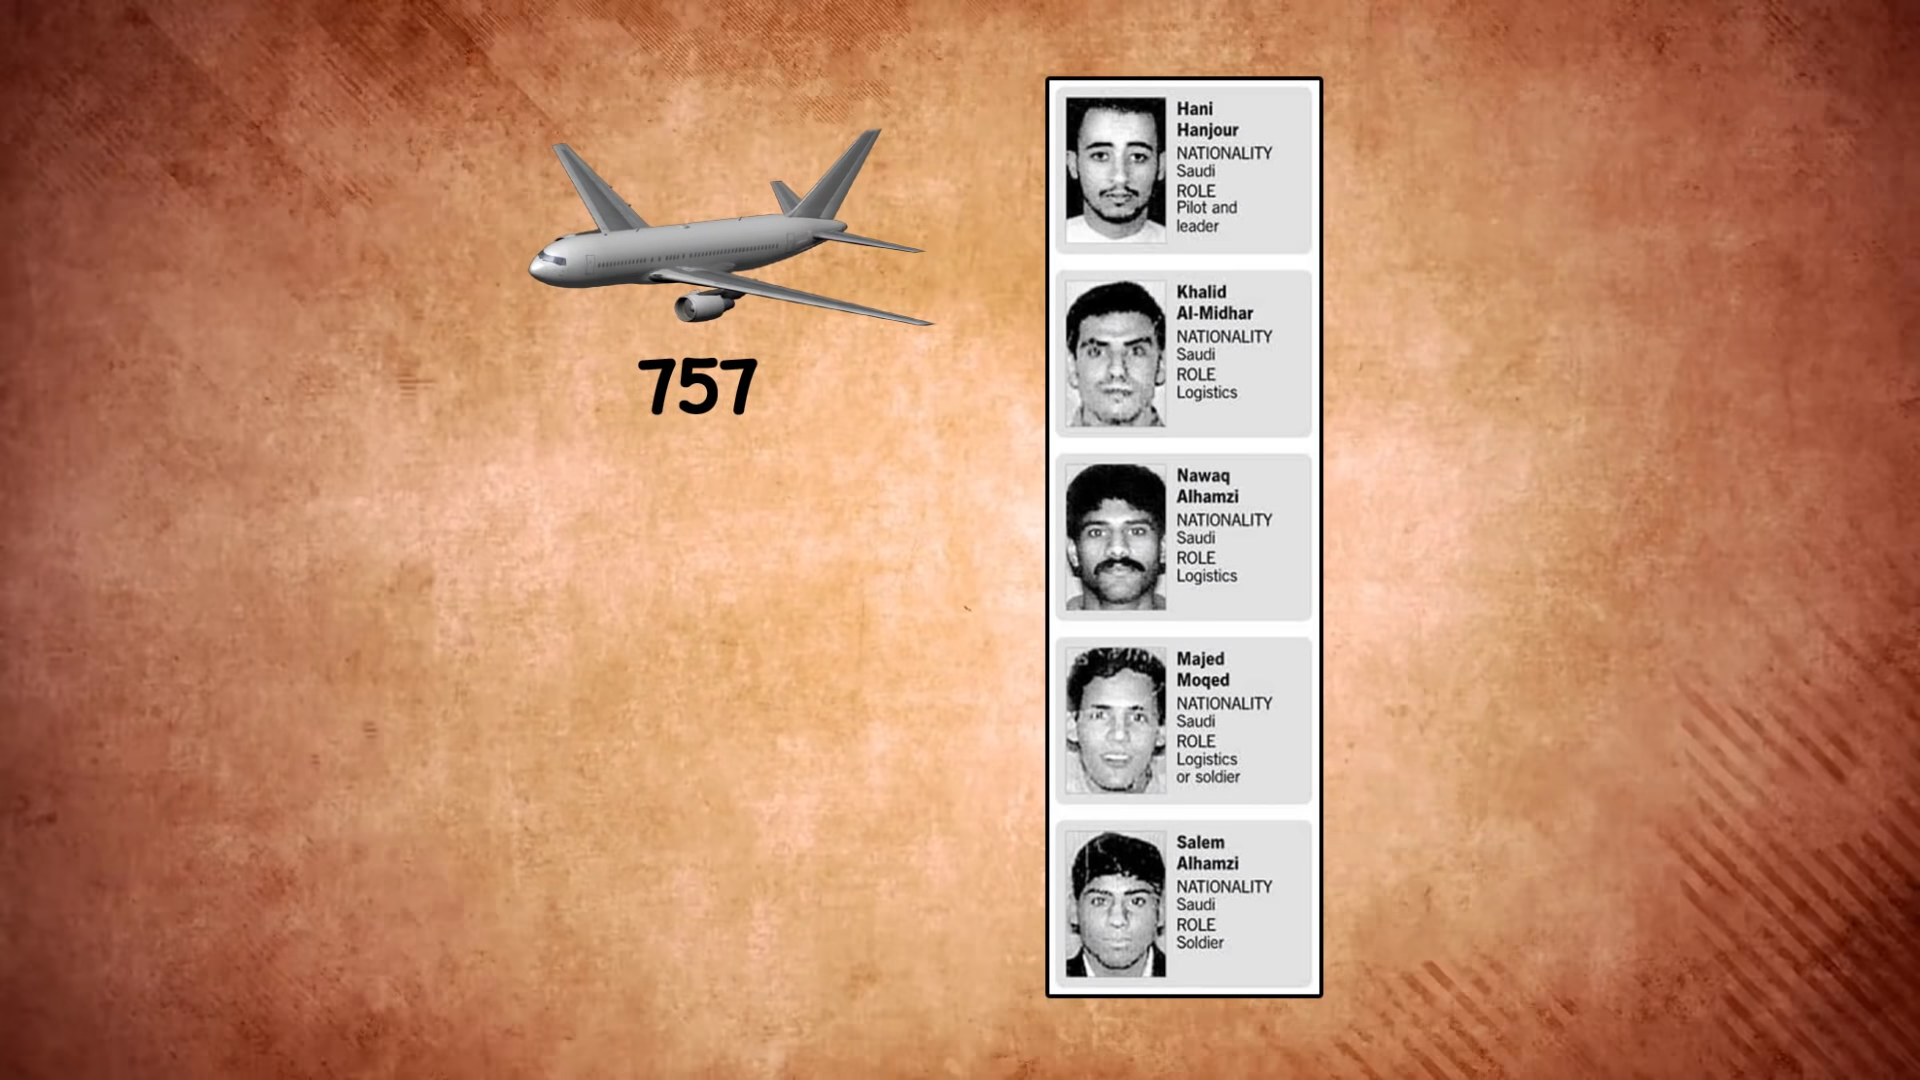 757
Hani
Hanjour
NATIONALITY
Saudi
ROLE
Pilot and
leader
Khalid
Al-Midhar
NATIONALITY
Saudi
ROLE
Logistics
Nawaq
Alhamzi
NATIONALITY
Saudi
ROLE
Logistics
Majed
Moqed
NATIONALITY
Saudi
ROLE
Logistics
or soldier
Salem
Alhamzi
NATIONALITY
Saudi
ROLE
Soldier